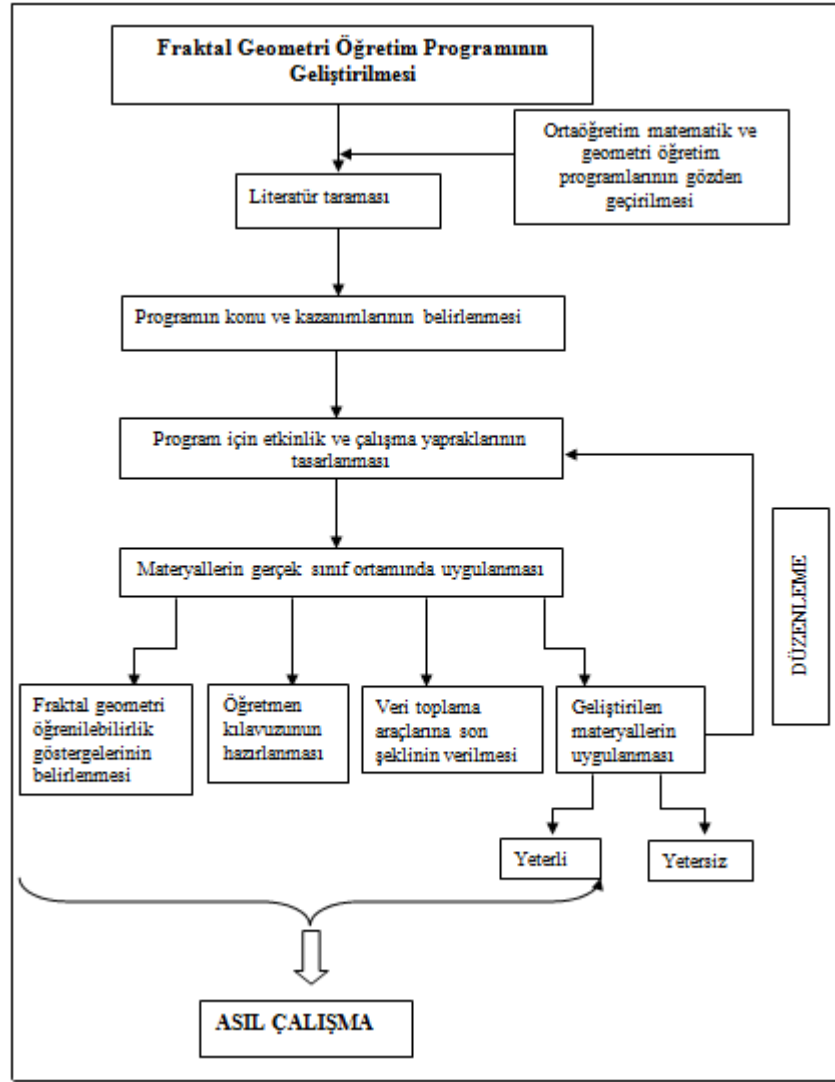 Fraktal Geometri Öğretim Programının
Geliştirilmesi
Ortaöğretim matematik ve
geometri öğretim
programlarının gözden
geçirilmesi
Literatür taraması
Programın konu ve kazanımlarının belirlenmesi
Program için etkinlik ve çalışma yapraklarının
tasarlanması
Materyallerin gerçek sınıf ortamında uygulanması
DÜZENLEME
Fraktal geometri
öğrenilebilirlik
göstergelerinin
belirlenmesi
Öğretmen
kılavuzunun
hazırlanması
Veri toplama
araçlarına son
şeklinin verilmesi
Geliştirilen
materyallerin
uygulanması
Yeterli
Yetersiz
ASIL ÇALIŞMA